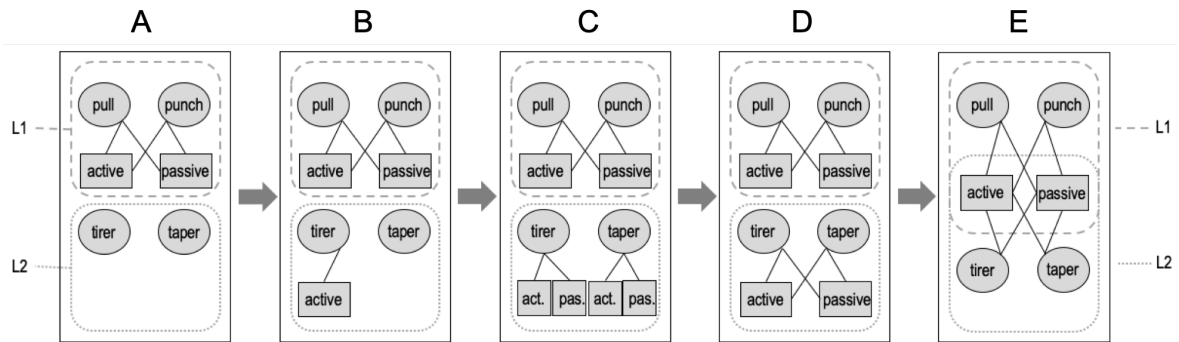 A B C D E
pull punch pull punch pull punch pull punch pull punch
L1 L1
active passive active passive active passive active passive
active passive
tirer taper tirer taper tirer taper tirer taper
L2 L2
tirer taper
active act. pas. act. pas. active passive